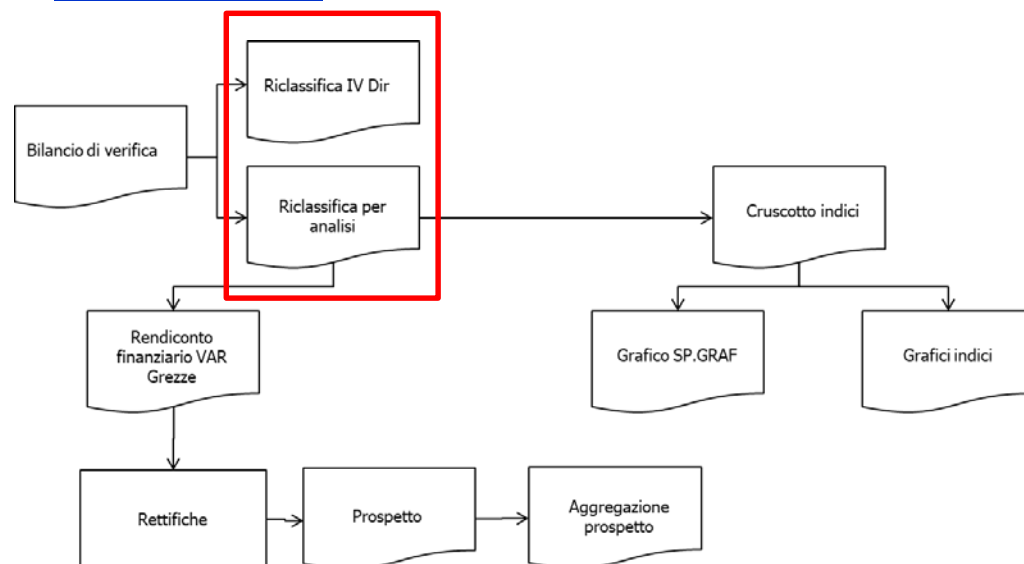 Riclassifica IV Dir
Bilancio di verifica
Riclassifica per
analisi
Cruscotto indici
Rendiconto
finanziario VAR
Grezze
Grafico SP.GRAF
Grafici indici
Rettifiche
Prospetto
Aggregazione
prospetto